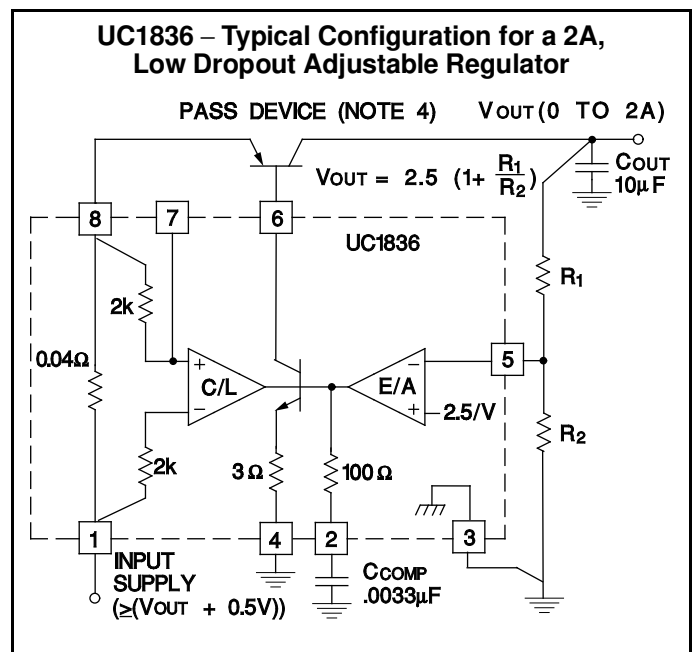 UC1836 – Typical Configuration for a 2A,
Low Dropout Adjustable Regulator
PASS DEVICE (NOTE 4)
VOUT (0 TO 2A)
VOUT = 2.5 (1+ R1/R2)
COUT
10µF
8
7
6
UC1836
2k
R1
0.04Ω
+
C/L
−
−
E/A
+
5
2.5/V
R2
2k
3Ω
100Ω
1
4
2
3
INPUT
SUPPLY
(≥(VOUT + 0.5V))
CCOMP
.0033µF